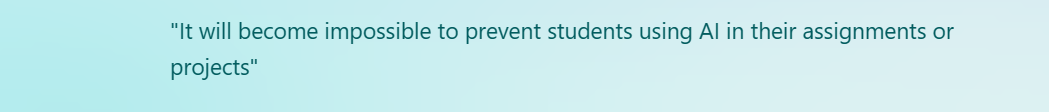 "It will become impossible to prevent students using AI in their assignments or
projects"